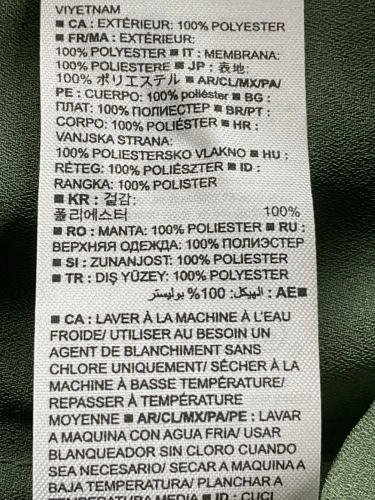 VIYETNAM
■ CA : EXTÉRIEUR: 100% POLYESTER
■ FR/MA : EXTÉRIEUR:
100% POLYESTER ■ IT : MEMBRANA:
100% POLIESTERE ■ JP : 表地:
100% ポリエステル ■ AR/CL/MX/PA/
PE : CUERPO: 100% poliéster ■ BG :
ПЛАТ: 100% ПОЛИЕСТЕР ■ BR/PT :
CORPO: 100% POLIÉSTER ■ HR :
VANJSKA STRANA:
100% POLIESTERSKO VLAKNO ■ HU :
RÉTEG: 100% POLIÉSZTER ■ ID :
RANGKA: 100% POLISTER
■ KR : 겉감:
폴리에스터 100%
■ RO : MANTA: 100% POLIESTER ■ RU :
ВЕРХНЯЯ ОДЕЖДА: 100% ПОЛИЭСТЕР
■ SI : ZUNANJOST: 100% POLIESTER
■ TR : DIŞ YÜZEY: 100% POLYESTER
■ AE : الهيكل: 100% بوليستر
■ CA : LAVER À LA MACHINE À L'EAU
FROIDE/ UTILISER AU BESOIN UN
AGENT DE BLANCHIMENT SANS
CHLORE UNIQUEMENT/ SÉCHER À LA
MACHINE À BASSE TEMPÉRATURE/
REPASSER À TEMPÉRATURE
MOYENNE ■ AR/CL/MX/PA/PE : LAVAR
A MAQUINA CON AGUA FRIA/ USAR
BLANQUEADOR SIN CLORO CUANDO
SEA NECESARIO/ SECAR A MAQUINA A
BAJA TEMPERATURA/ PLANCHAR A
TEMPERATURA MEDIA ■ ID : CUCI